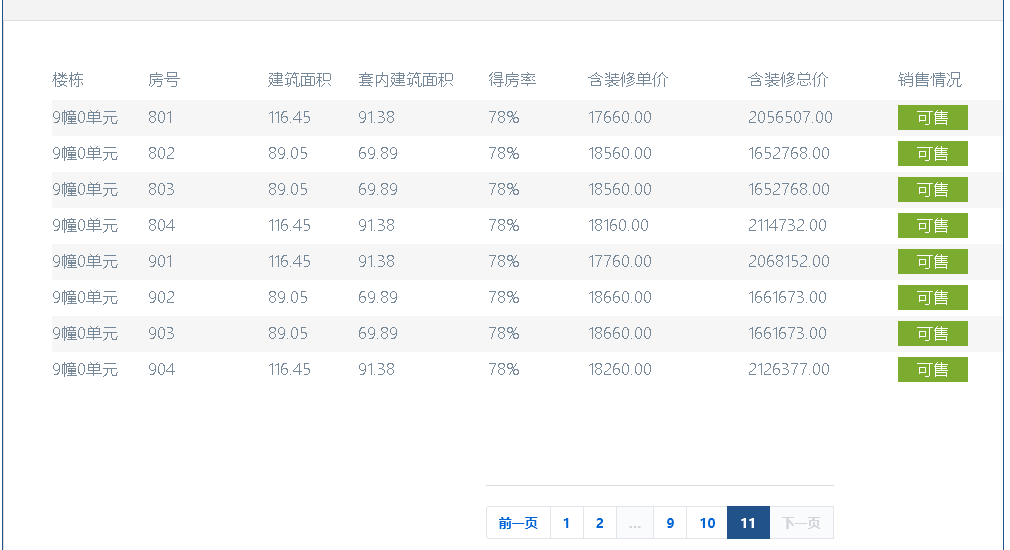 楼栋 房号 建筑面积 套内建筑面积 得房率 含装修单价 含装修总价 销售情况
9幢0单元 801 116.45 91.38 78% 17660.00 2056507.00 可售
9幢0单元 802 89.05 69.89 78% 18560.00 1652768.00 可售
9幢0单元 803 89.05 69.89 78% 18560.00 1652768.00 可售
9幢0单元 804 116.45 91.38 78% 18160.00 2114732.00 可售
9幢0单元 901 116.45 91.38 78% 17760.00 2068152.00 可售
9幢0单元 902 89.05 69.89 78% 18660.00 1661673.00 可售
9幢0单元 903 89.05 69.89 78% 18660.00 1661673.00 可售
9幢0单元 904 116.45 91.38 78% 18260.00 2126377.00 可售
前一页 1 2 ... 9 10 11 下一页